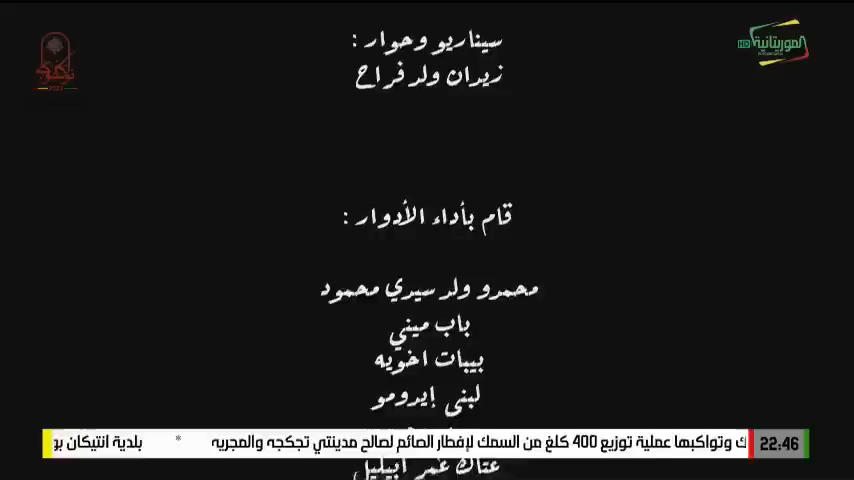 سيناريو وحوار :
زيدان ولد فراح
الموريتانية
HD
2023
قام بأداء الأدوار :
محمدو ولد سيدي محمود
باب ميني
بيبات اخويه
لبنى إيدومو
22:46
ك وتواكبها عملية توزيع 400 كلغ من السمك لإفطار الصائم لصالح مدينتي تجكجه والمجريه * بلدية انتيكان بو
عتاك عمر ابيليل